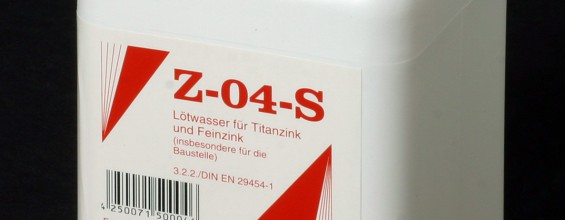 Z-04-S
Lötwasser für Titanzink
und Feinzink
(insbesondere für die
Baustelle)
3.2.2./DIN EN 29454-1